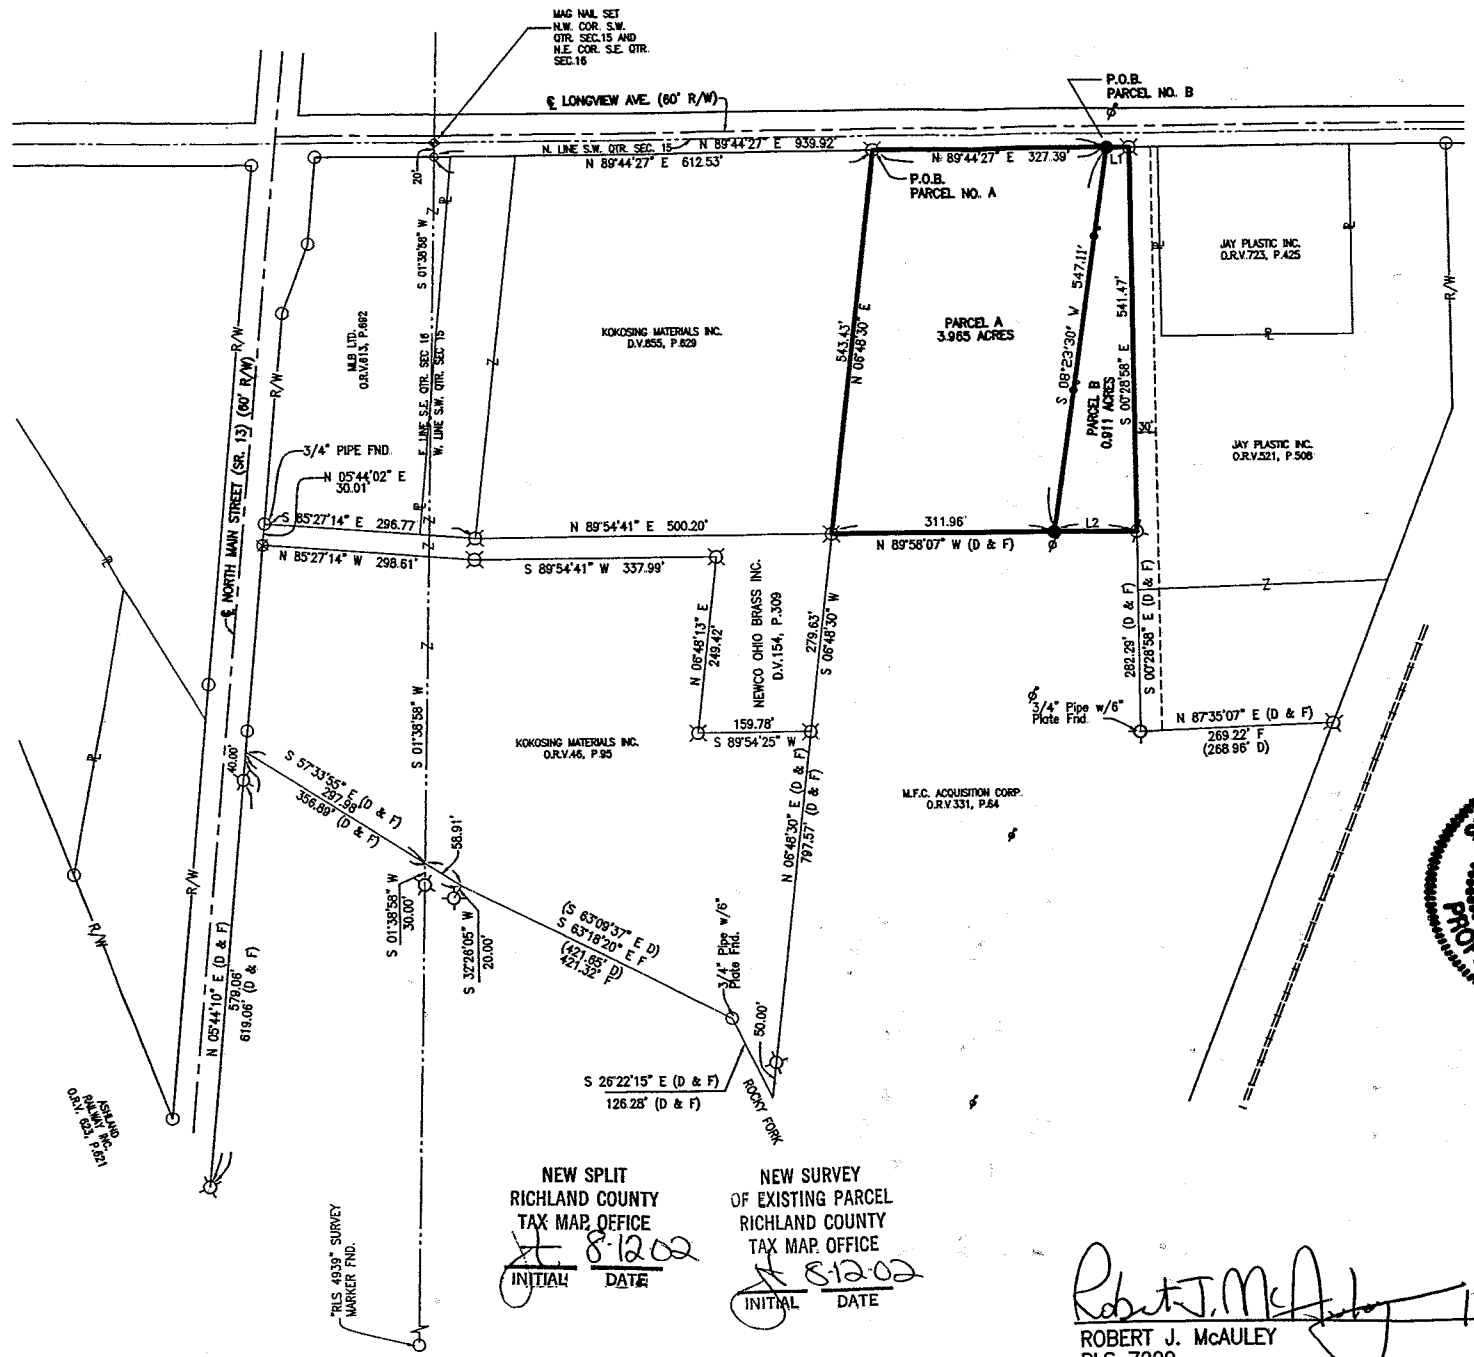 MAG NAIL SET
N.W. COR. S.W.
QTR. SEC.15 AND
N.E. COR. S.E. QTR.
SEC.16
℄ LONGVIEW AVE. (60' R/W)
P.O.B.
PARCEL NO. B
N. LINE S.W. QTR. SEC. 15
N 89°44'27" E 939.92'
N 89°44'27" E 612.53'
N 89°44'27" E 327.39'
L1
P.O.B.
PARCEL NO. A
20'
S 01°38'58" W
E. LINE S.E. QTR. SEC 16
W. LINE S.W. QTR. SEC 15
MLB LTD.
O.R.V.613, P.692
KOKOSING MATERIALS INC.
D.V.855, P.629
543.43'
N 06°48'30" E
PARCEL A
3.965 ACRES
S 08°23'30" W 547.11'
PARCEL B
0.911 ACRES
S 00°28'58" E 541.47'
30'
JAY PLASTIC INC.
O.R.V.723, P.425
JAY PLASTIC INC.
O.R.V.521, P.508
R/W
R/W
R/W
℄ NORTH MAIN STREET (SR. 13) (60' R/W)
3/4" PIPE FND.
N 05°44'02" E
30.01'
S 85°27'14" E 296.77'
N 85°27'14" W 298.61'
N 89°54'41" E 500.20'
S 89°54'41" W 337.99'
311.96'
L2
N 89°58'07" W (D & F)
N 06°48'13" E
249.42'
NEWCO OHIO BRASS INC.
D.V.154, P.309
279.63'
S 06°48'30" W
159.78'
S 89°54'25" W
282.29' (D & F)
S 00°28'58" E (D & F)
3/4" Pipe w/6"
Plate Fnd.
N 87°35'07" E (D & F)
269.22' F
(268.96' D)
S 01°38'58" W
KOKOSING MATERIALS INC.
O.R.V.46, P.95
M.F.C. ACQUISITION CORP.
O.R.V.331, P.64
40.00'
S 57°33'55" E (D & F)
297.98'
356.89' (D & F)
58.91'
S 01°38'58" W
30.00'
S 32°26'05" W
20.00'
(S 63°09'37" E D)
S 63°18'20" E F
(421.65' D)
421.32' F
3/4" Pipe w/6"
Plate Fnd.
N 06°48'30" E (D & F)
797.57' (D & F)
50.00'
R/W
R/W
N 05°44'10" E (D & F)
579.06'
619.06' (D & F)
S 26°22'15" E (D & F)
126.28' (D & F)
ROCKY FORK
ASHLAND
RAILWAY INC.
O.R.V. 623, P.621
NEW SPLIT
RICHLAND COUNTY
TAX MAP OFFICE
8-12-02
INITIAL DATE
NEW SURVEY
OF EXISTING PARCEL
RICHLAND COUNTY
TAX MAP OFFICE
8-12-02
INITIAL DATE
"RLS 4939" SURVEY
MARKER FND.
Robert J. McAuley
ROBERT J. McAULEY